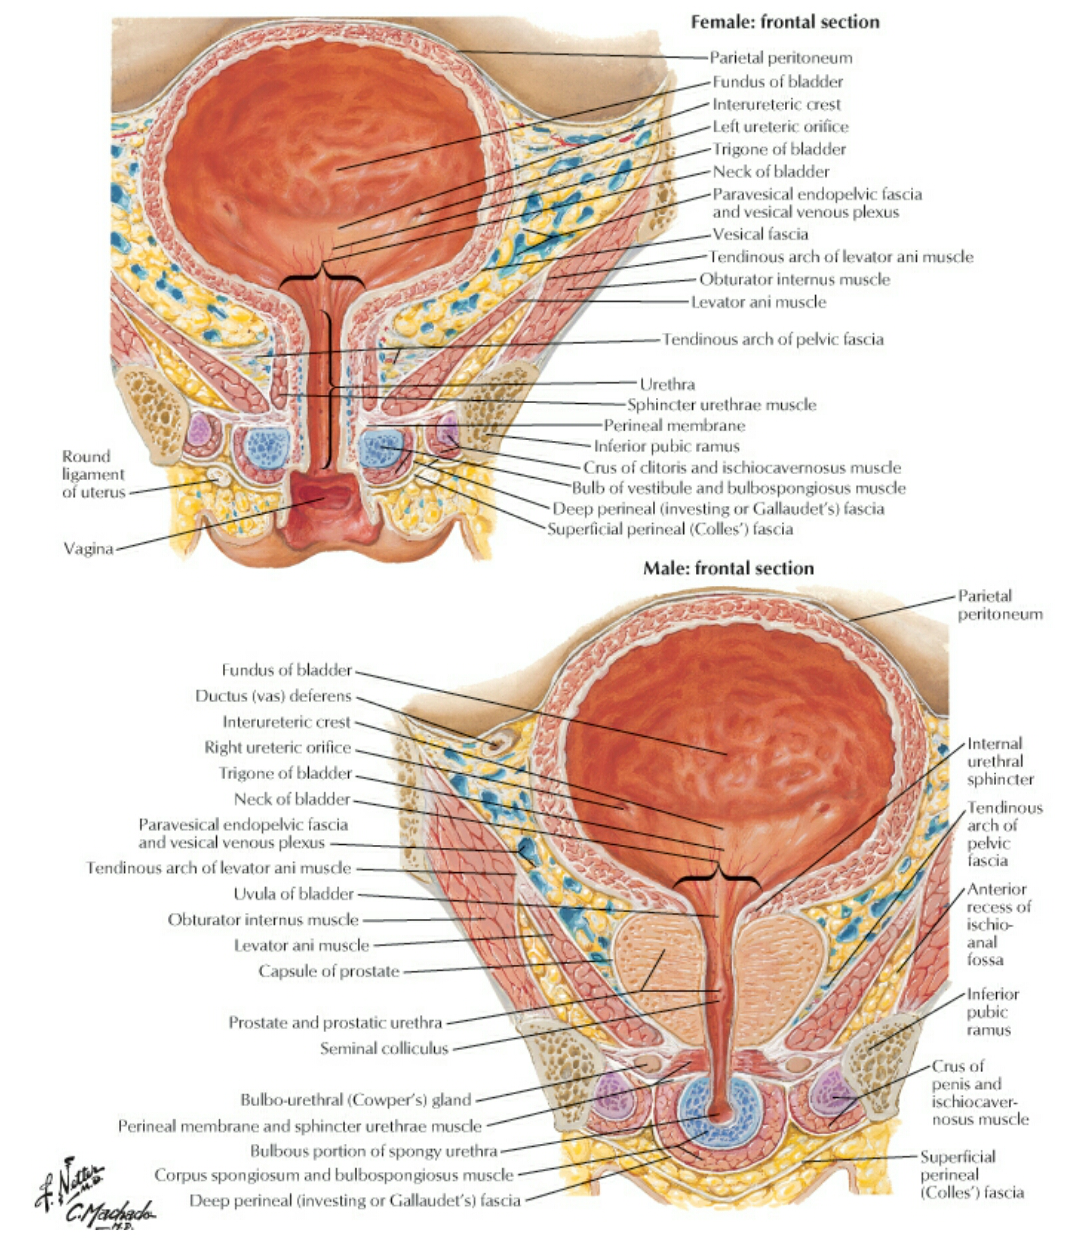 Female: frontal section
Parietal peritoneum
Fundus of bladder
Interureteric crest
Left ureteric orifice
Trigone of bladder
Neck of bladder
Paravesical endopelvic fascia
and vesical venous plexus
Vesical fascia
Tendinous arch of levator ani muscle
Obturator internus muscle
Levator ani muscle
Tendinous arch of pelvic fascia
Urethra
Sphincter urethrae muscle
Perineal membrane
Inferior pubic ramus
Crus of clitoris and ischiocavernosus muscle
Bulb of vestibule and bulbospongiosus muscle
Deep perineal (investing or Gallaudet's) fascia
Superficial perineal (Colles') fascia
Round
ligament
of uterus
Vagina
Male: frontal section
Parietal
peritoneum
Fundus of bladder
Ductus (vas) deferens
Interureteric crest
Right ureteric orifice
Trigone of bladder
Neck of bladder
Paravesical endopelvic fascia
and vesical venous plexus
Tendinous arch of levator ani muscle
Uvula of bladder
Obturator internus muscle
Levator ani muscle
Capsule of prostate
Prostate and prostatic urethra
Seminal colliculus
Bulbo-urethral (Cowper's) gland
Perineal membrane and sphincter urethrae muscle
Bulbous portion of spongy urethra
Corpus spongiosum and bulbospongiosus muscle
Deep perineal (investing or Gallaudet's) fascia
Internal
urethral
sphincter
Tendinous
arch of
pelvic
fascia
Anterior
recess of
ischio-
anal
fossa
Inferior
pubic
ramus
Crus of
penis and
ischiocaver-
nosus muscle
Superficial
perineal
(Colles') fascia
F. Netter
M.D.
C. Machado
M.D.